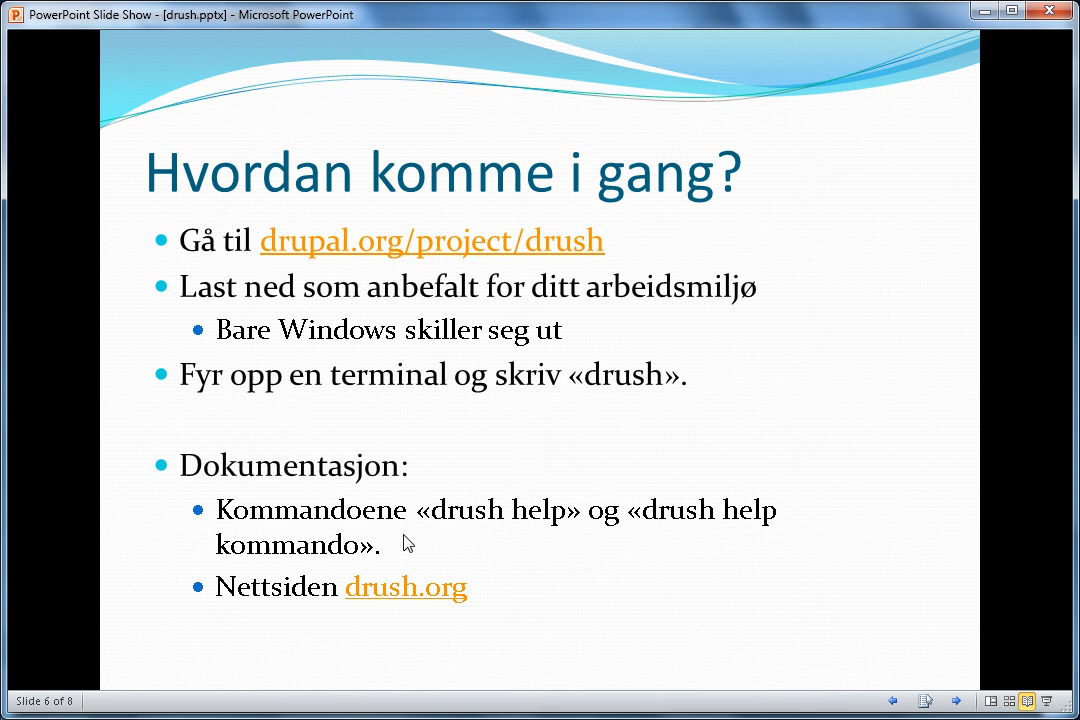 PowerPoint Slide Show - [drush.pptx] - Microsoft PowerPoint
Hvordan komme i gang?
Gå til drupal.org/project/drush
Last ned som anbefalt for ditt arbeidsmiljø
Bare Windows skiller seg ut
Fyr opp en terminal og skriv «drush».
Dokumentasjon:
Kommandoene «drush help» og «drush help
kommando».
Nettsiden drush.org
Slide 6 of 8